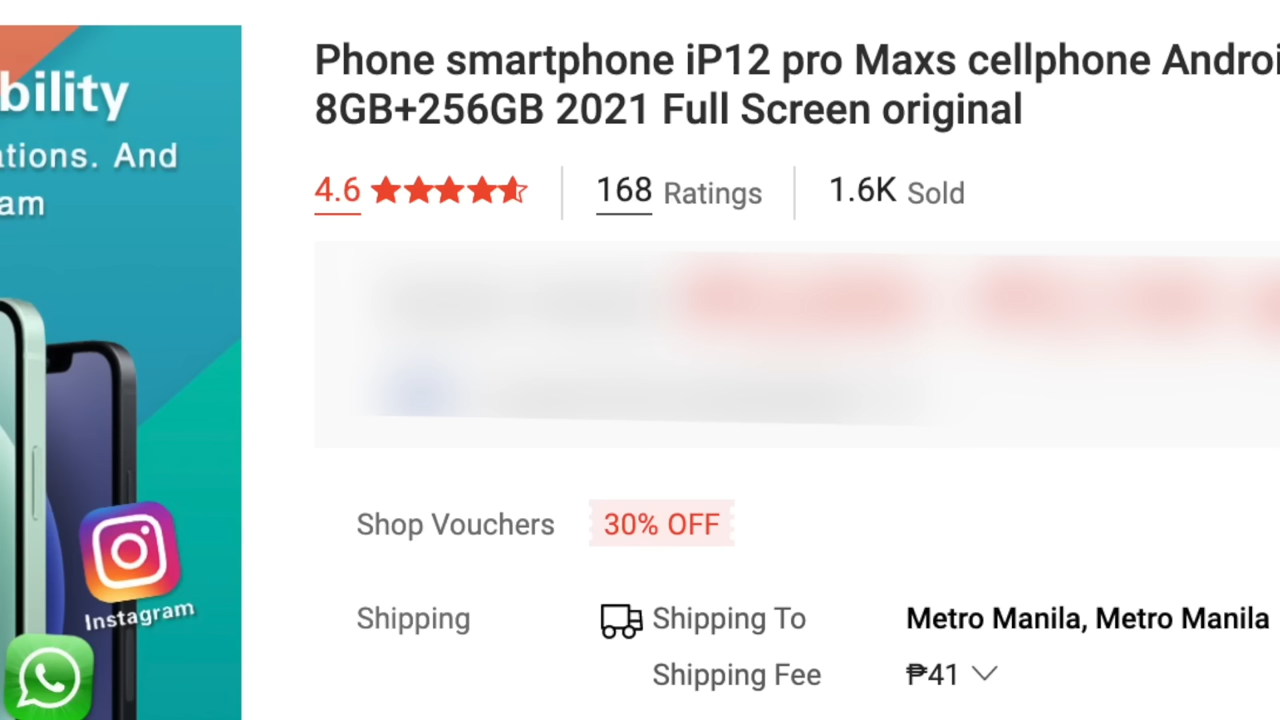 Phone smartphone iP12 pro Maxs cellphone Androi
8GB+256GB 2021 Full Screen original
4.6 168 Ratings 1.6K Sold
Shop Vouchers 30% OFF
Shipping Shipping To Metro Manila, Metro Manila
Shipping Fee ₱41
bility
ations. And
am
Instagram